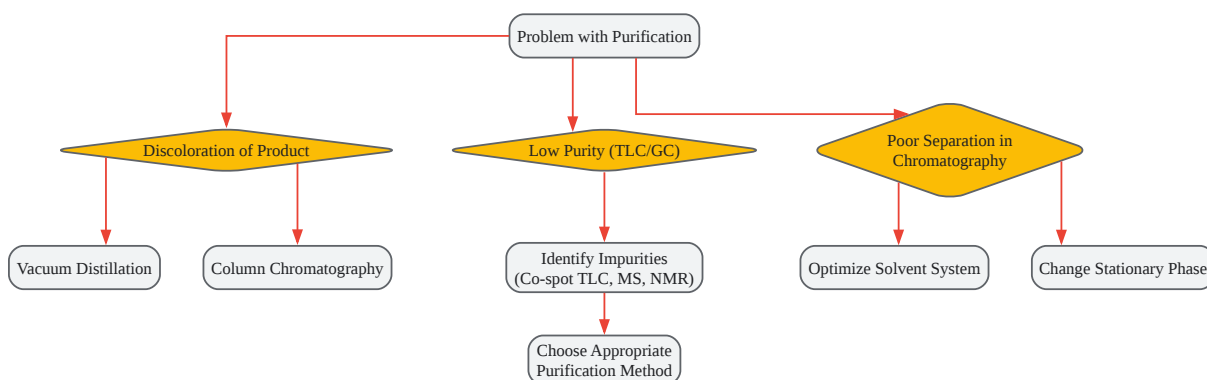 Problem with Purification
Discoloration of Product
Low Purity (TLC/GC)
Poor Separation in
Chromatography
Vacuum Distillation
Column Chromatography
Identify Impurities
(Co-spot TLC, MS, NMR)
Optimize Solvent System
Change Stationary Phase
Choose Appropriate
Purification Method